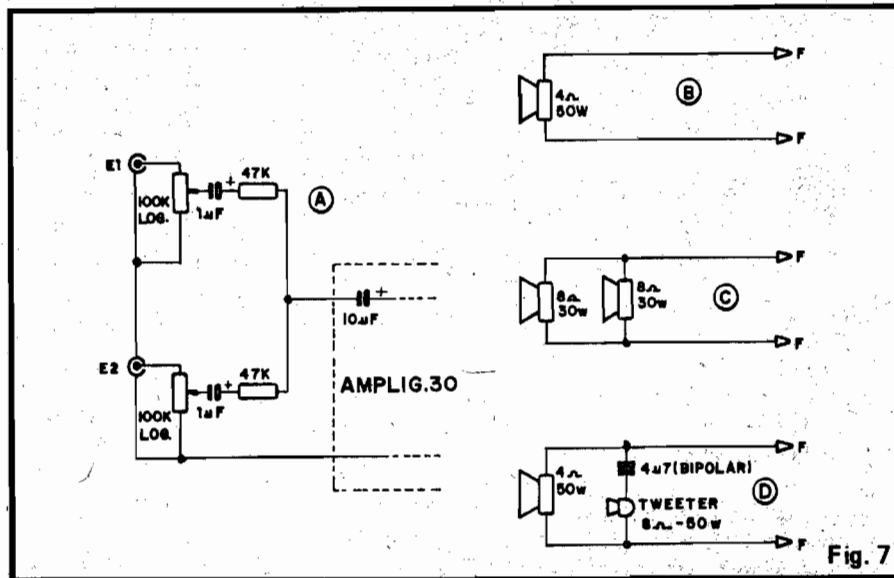 E1
100K
LOG.
1µF
+
47K
A
10µF
+
E2
100K
LOG.
1µF
+
47K
AMPLIG.30
4Ω
50W
B
F
F
8Ω
30W
8Ω
30W
C
F
F
4Ω
50W
4µ7(BIPOLAR)
TWEETER
8Ω-50W
D
F
F
Fig. 7